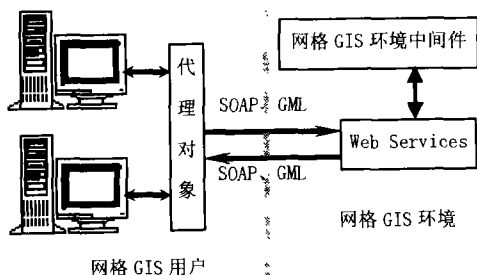 网格 GIS 环境中间件
代理对象
SOAP、GML
Web Services
SOAP、GML
网格 GIS 环境
网格 GIS 用户